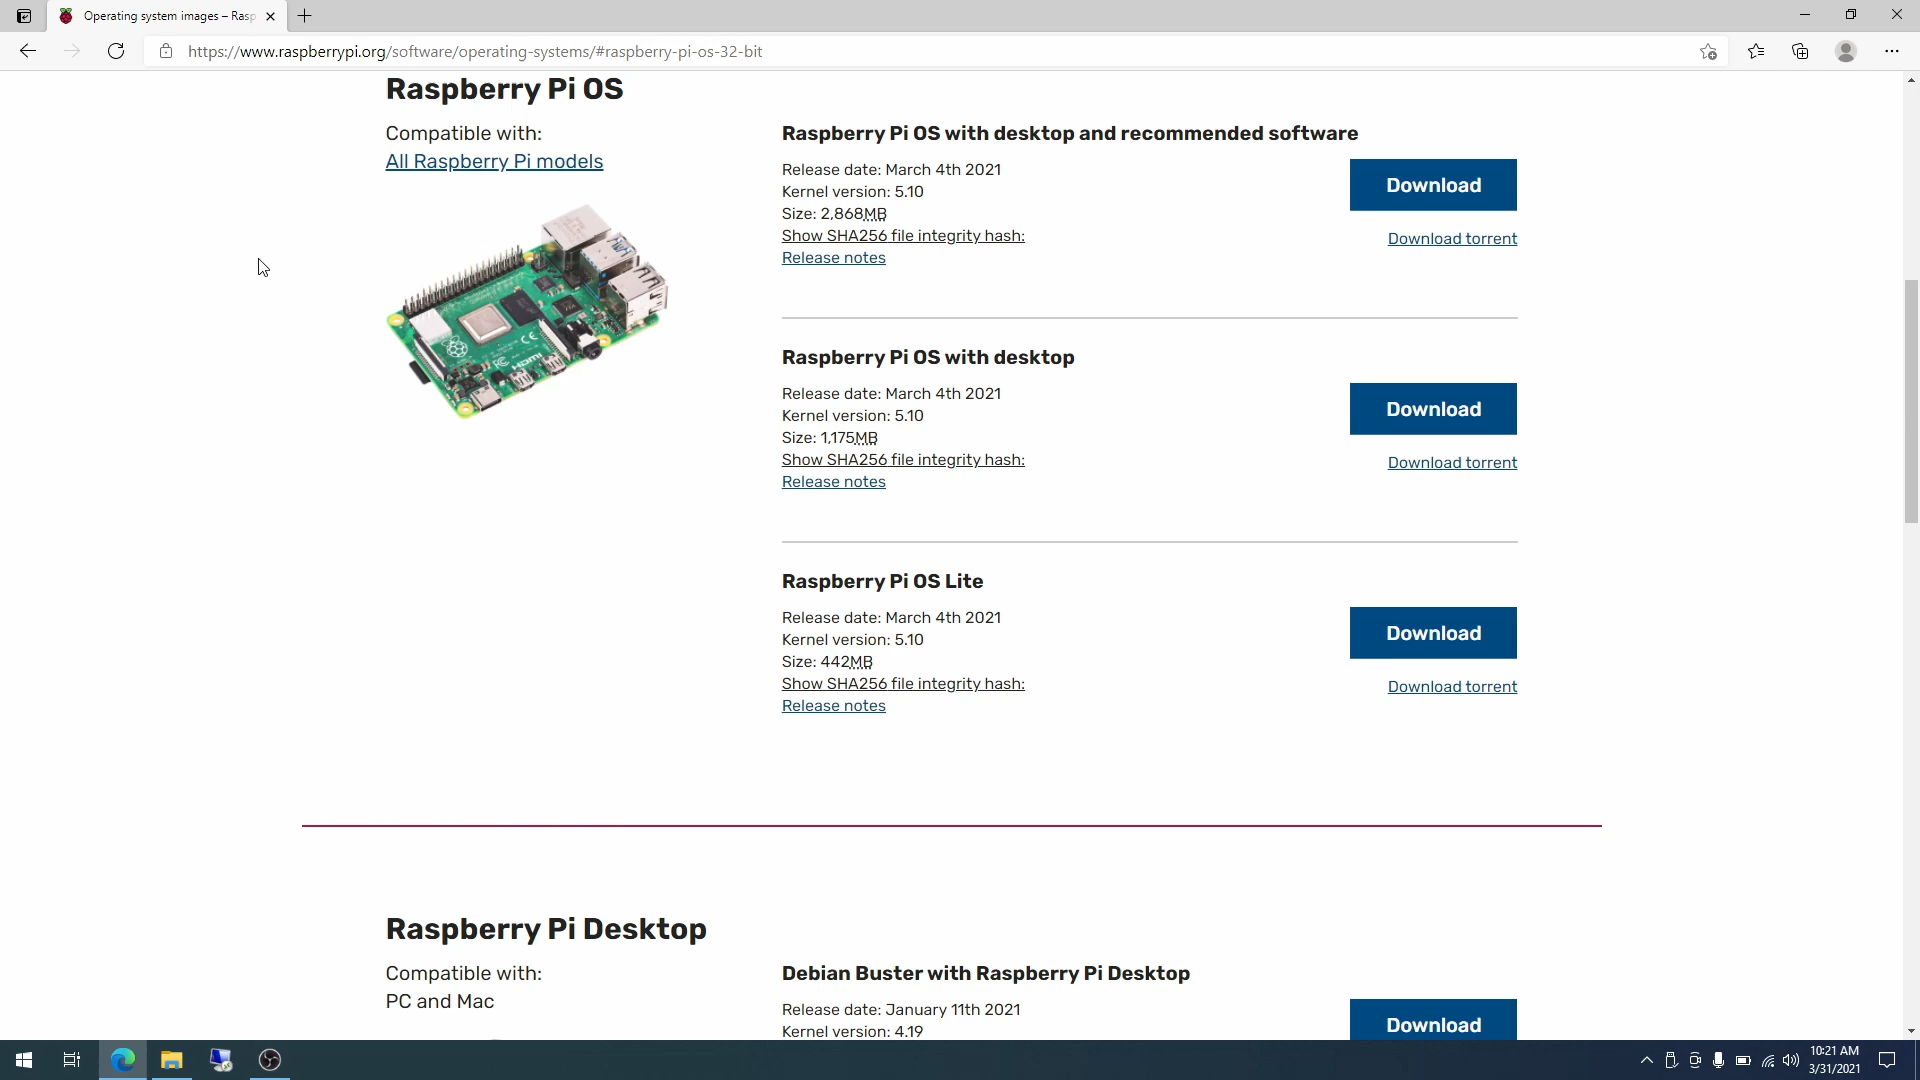 Operating system images – Rasp
https://www.raspberrypi.org/software/operating-systems/#raspberry-pi-os-32-bit
Raspberry Pi OS
Compatible with:
All Raspberry Pi models
Raspberry Pi OS with desktop and recommended software
Release date: March 4th 2021
Kernel version: 5.10
Size: 2,868MB
Show SHA256 file integrity hash:
Release notes
Download
Download torrent
Raspberry Pi OS with desktop
Release date: March 4th 2021
Kernel version: 5.10
Size: 1,175MB
Show SHA256 file integrity hash:
Release notes
Download
Download torrent
Raspberry Pi OS Lite
Release date: March 4th 2021
Kernel version: 5.10
Size: 442MB
Show SHA256 file integrity hash:
Release notes
Download
Download torrent
Raspberry Pi Desktop
Compatible with:
PC and Mac
Debian Buster with Raspberry Pi Desktop
Release date: January 11th 2021
Kernel version: 4.19
Download
HDMI
FC
CE
10:21 AM
3/31/2021